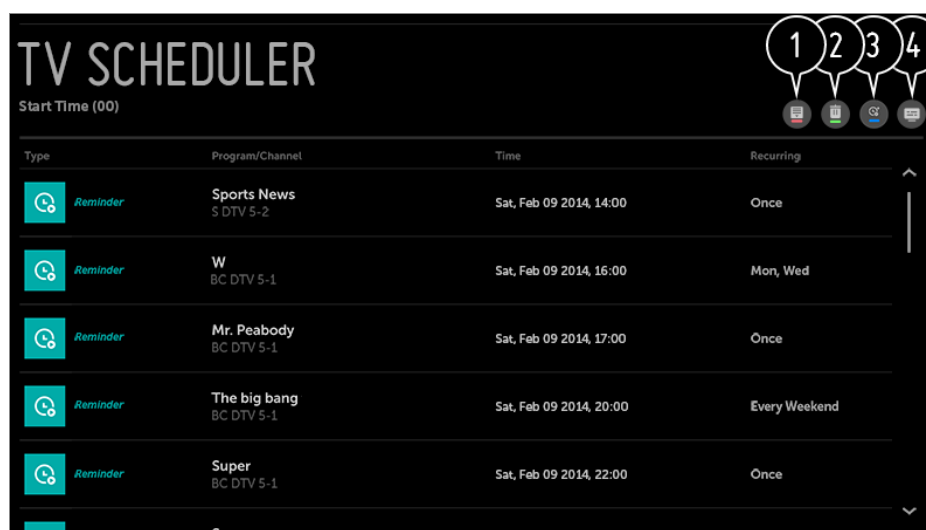 TV SCHEDULER
Start Time (00)
1 2 3 4
Type Program/Channel Time Recurring
Reminder Sports News Sat, Feb 09 2014, 14:00 Once
S DTV 5-2
Reminder W Sat, Feb 09 2014, 16:00 Mon, Wed
BC DTV 5-1
Reminder Mr. Peabody Sat, Feb 09 2014, 17:00 Once
BC DTV 5-1
Reminder The big bang Sat, Feb 09 2014, 20:00 Every Weekend
BC DTV 5-1
Reminder Super Sat, Feb 09 2014, 22:00 Once
BC DTV 5-1